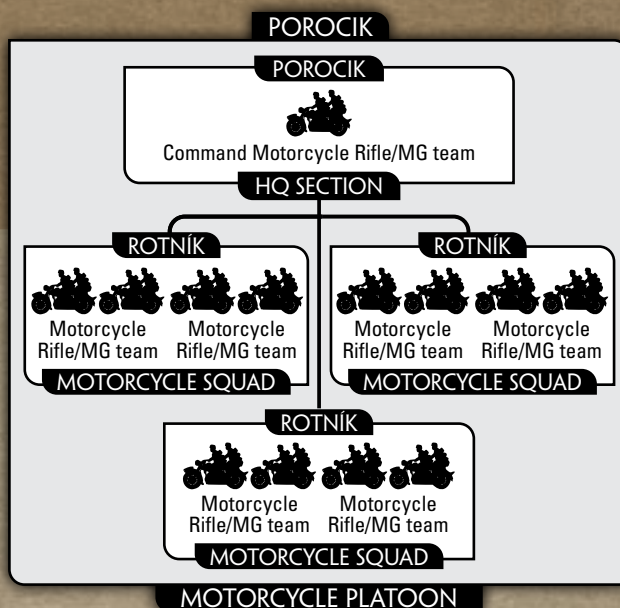 POROCIK
POROCIK
Command Motorcycle Rifle/MG team
HQ SECTION
ROTNÍK
Motorcycle
Rifle/MG team
Motorcycle
Rifle/MG team
MOTORCYCLE SQUAD
ROTNÍK
Motorcycle
Rifle/MG team
Motorcycle
Rifle/MG team
MOTORCYCLE SQUAD
ROTNÍK
Motorcycle
Rifle/MG team
Motorcycle
Rifle/MG team
MOTORCYCLE SQUAD
MOTORCYCLE PLATOON